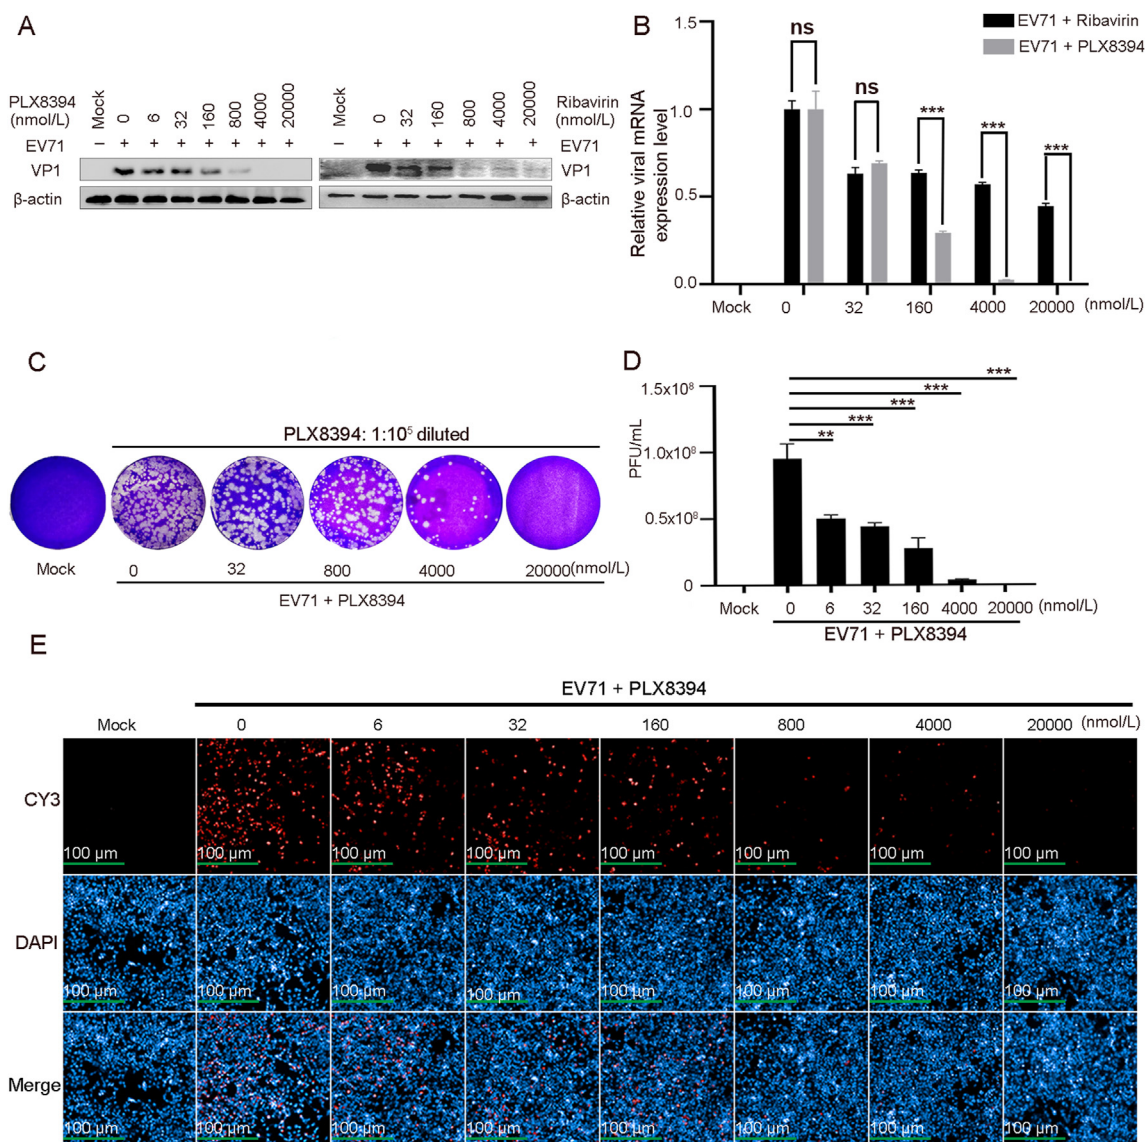 A
PLX8394
(nmol/L)
Mock
0
6
32
160
800
4000
20000
EV71
–
+
+
+
+
+
+
+
VP1
β-actin
Mock
0
32
160
800
4000
20000
Ribavirin
(nmol/L)
–
+
+
+
+
+
+
EV71
VP1
β-actin
B
EV71 + Ribavirin
EV71 + PLX8394
Relative viral mRNA
expression level
1.5
1.0
0.5
0.0
ns
ns
***
***
***
Mock
0
32
160
4000
20000
(nmol/L)
C
PLX8394: 1:10⁵ diluted
Mock
0
32
800
4000
20000(nmol/L)
EV71 + PLX8394
D
PFU/mL
1.5x10⁸
1.0x10⁸
0.5x10⁸
0
***
***
***
***
**
Mock
0
6
32
160
4000
20000
(nmol/L)
EV71 + PLX8394
E
EV71 + PLX8394
Mock
0
6
32
160
800
4000
20000 (nmol/L)
CY3
100 µm
100 µm
100 µm
100 µm
100 µm
100 µm
100 µm
100 µm
DAPI
100 µm
100 µm
100 µm
100 µm
100 µm
100 µm
100 µm
100 µm
Merge
100 µm
100 µm
100 µm
100 µm
100 µm
100 µm
100 µm
100 µm